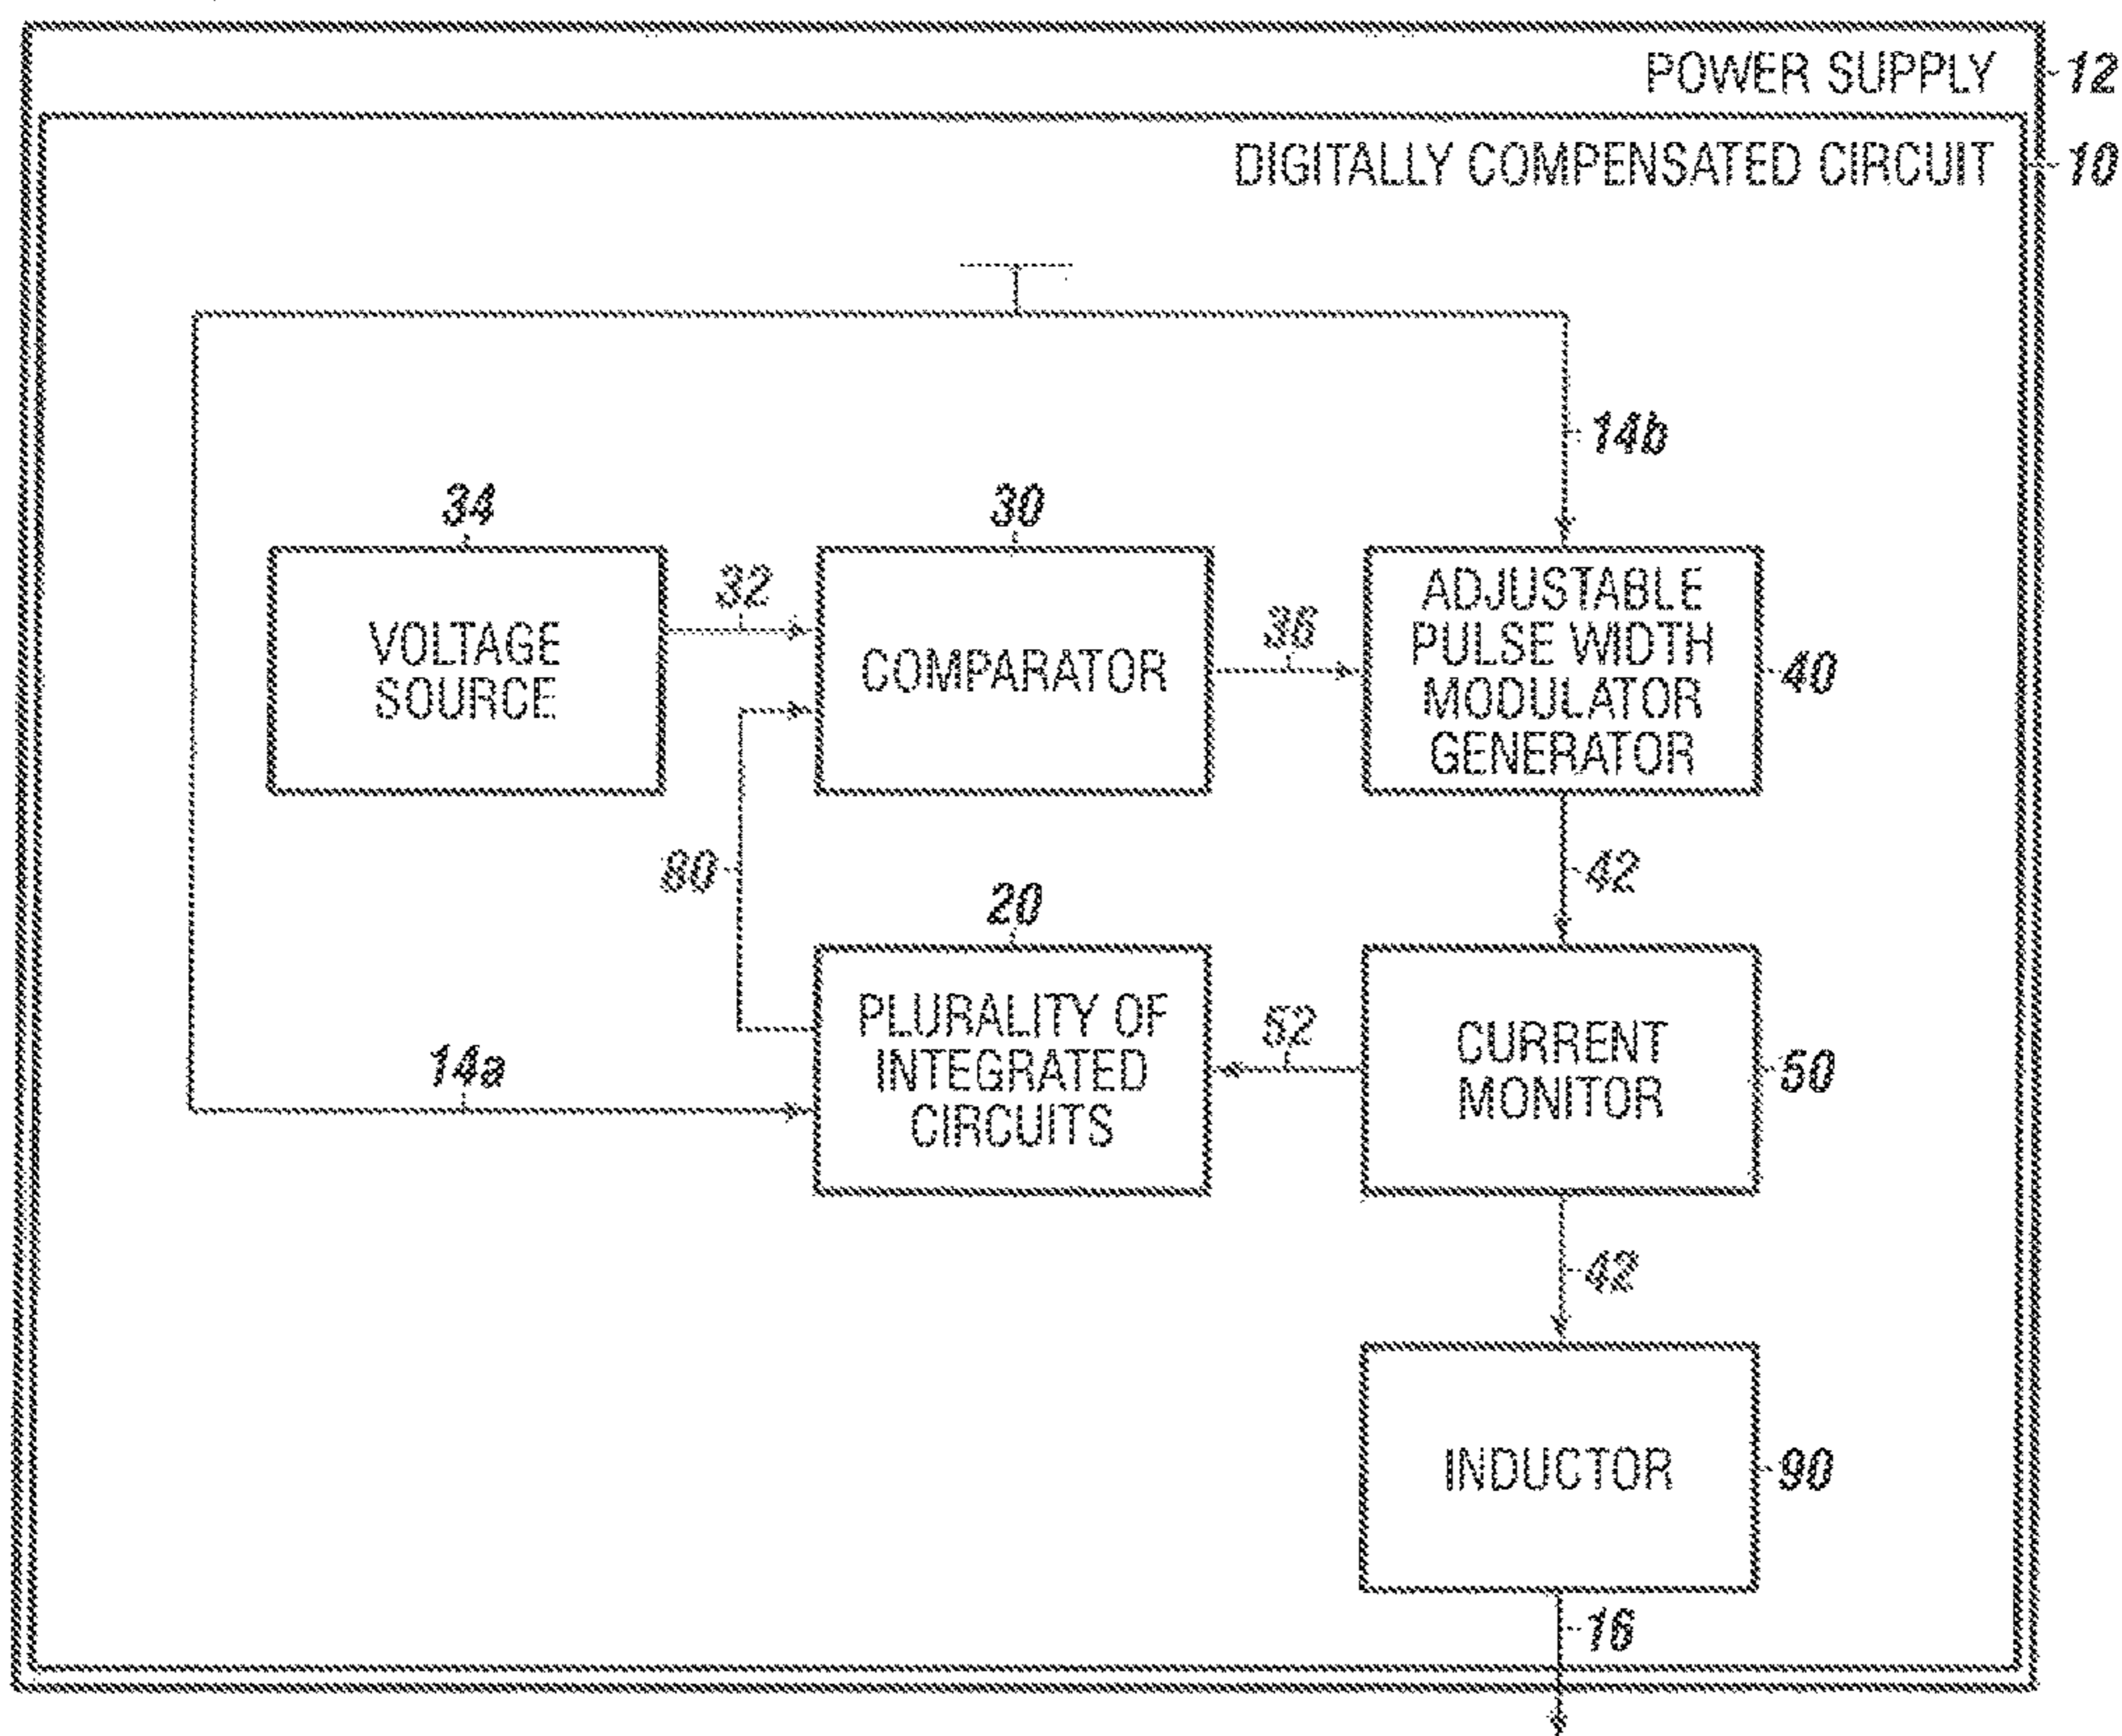 POWER SUPPLY
12
DIGITALLY COMPENSATED CIRCUIT
10
14b
34
30
VOLTAGE
SOURCE
32
COMPARATOR
36
ADJUSTABLE
PULSE WIDTH
MODULATOR
GENERATOR
40
80
20
42
14a
PLURALITY OF
INTEGRATED
CIRCUITS
52
CURRENT
MONITOR
50
42
INDUCTOR
90
16